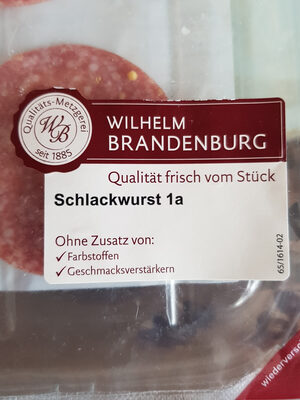 Qualitäts-Metzgerei
WB
seit 1885
WILHELM
BRANDENBURG
Qualität frisch vom Stück
Schlackwurst 1a
Ohne Zusatz von:
✓ Farbstoffen
✓ Geschmacksverstärkern
65/1614-02
wiederversc